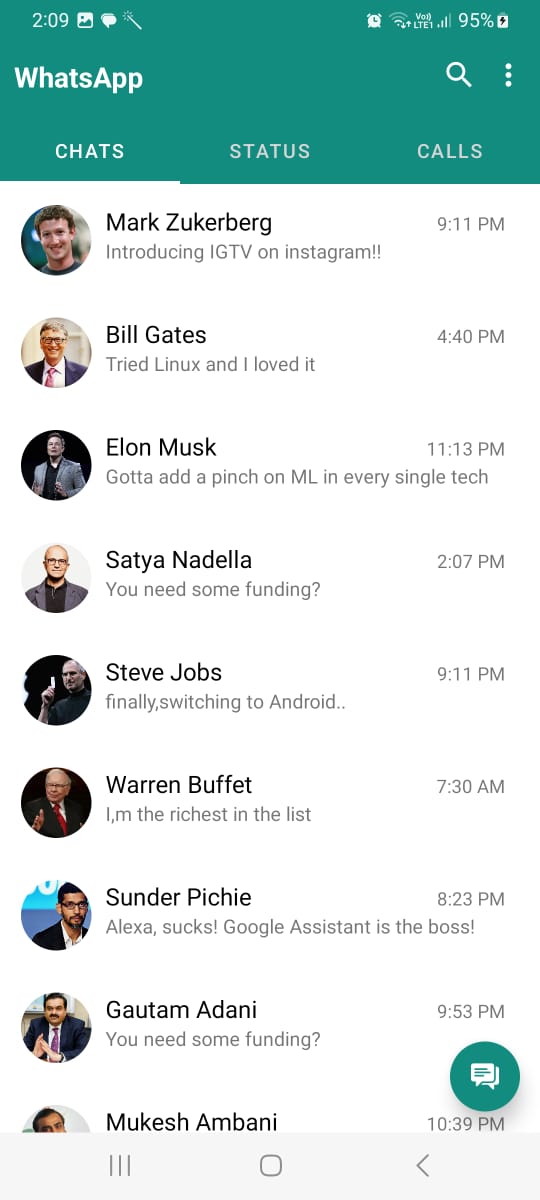 2:09 Vo)) LTE1 95%
WhatsApp
CHATS STATUS CALLS
Mark Zukerberg 9:11 PM
Introducing IGTV on instagram!!
Bill Gates 4:40 PM
Tried Linux and I loved it
Elon Musk 11:13 PM
Gotta add a pinch on ML in every single tech
Satya Nadella 2:07 PM
You need some funding?
Steve Jobs 9:11 PM
finally,switching to Android..
Warren Buffet 7:30 AM
I,m the richest in the list
Sunder Pichie 8:23 PM
Alexa, sucks! Google Assistant is the boss!
Gautam Adani 9:53 PM
You need some funding?
Mukesh Ambani 10:39 PM